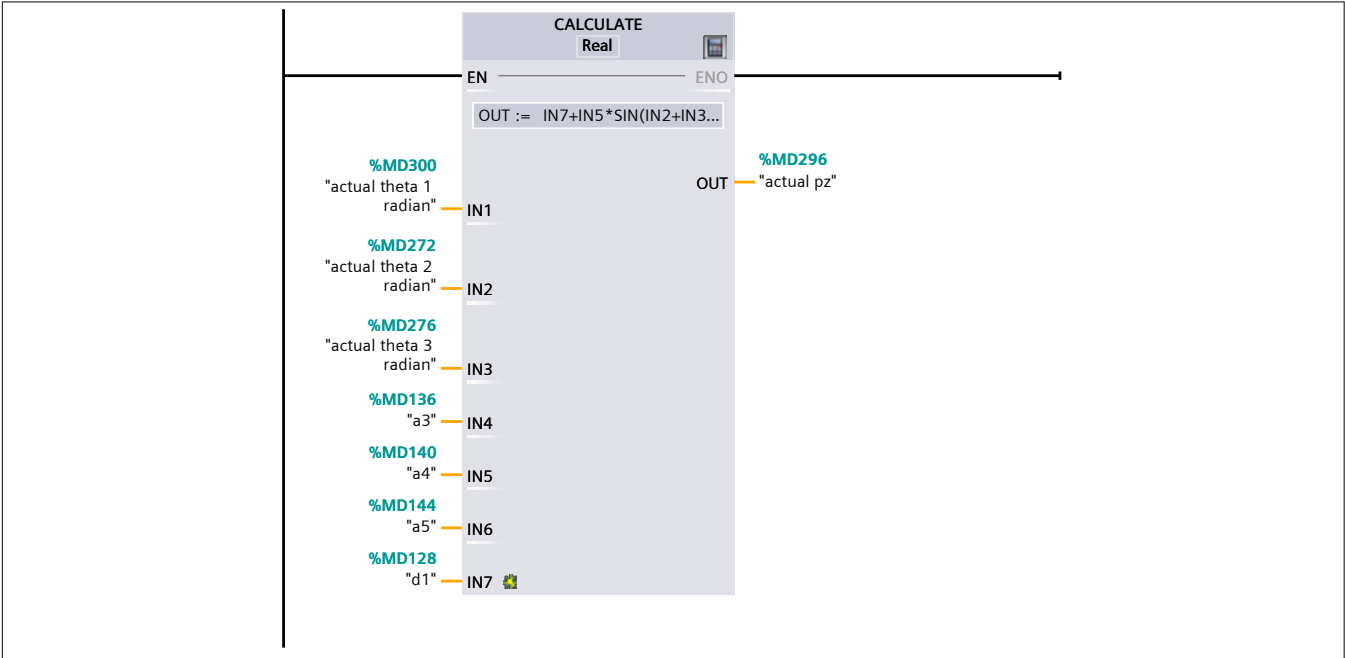 CALCULATE
Real
EN
ENO
OUT := IN7+IN5*SIN(IN2+IN3...
%MD300
"actual theta 1
radian"
IN1
%MD296
OUT
"actual pz"
%MD272
"actual theta 2
radian"
IN2
%MD276
"actual theta 3
radian"
IN3
%MD136
"a3"
IN4
%MD140
"a4"
IN5
%MD144
"a5"
IN6
%MD128
"d1"
IN7